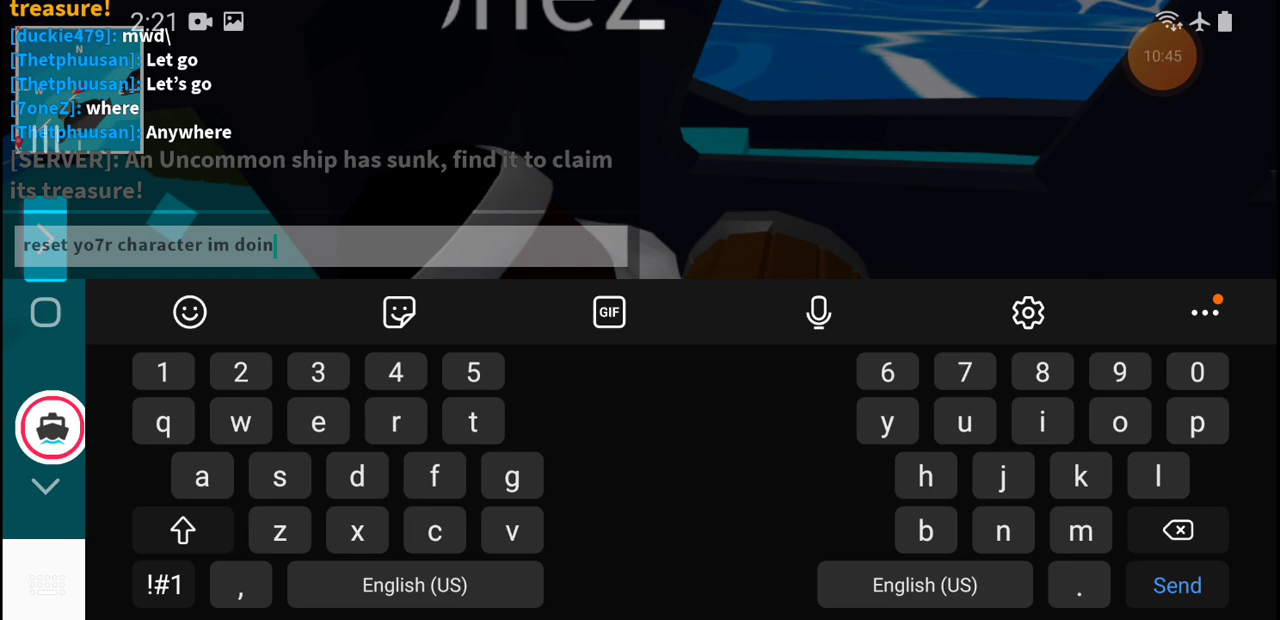 treasure!
2:21
[duckie479]: mwd\
[Thetphuusan]: Let go
[Thetphuusan]: Let's go
[7oneZ]: where
[Thetphuusan]: Anywhere
[SERVER]: An Uncommon ship has sunk, find it to claim
its treasure!
reset yo7r character im doin
oneZ
10:45
N
W
GIF
1 2 3 4 5 6 7 8 9 0
q w e r t y u i o p
a s d f g h j k l
z x c v b n m
!#1 , English (US) English (US) . Send